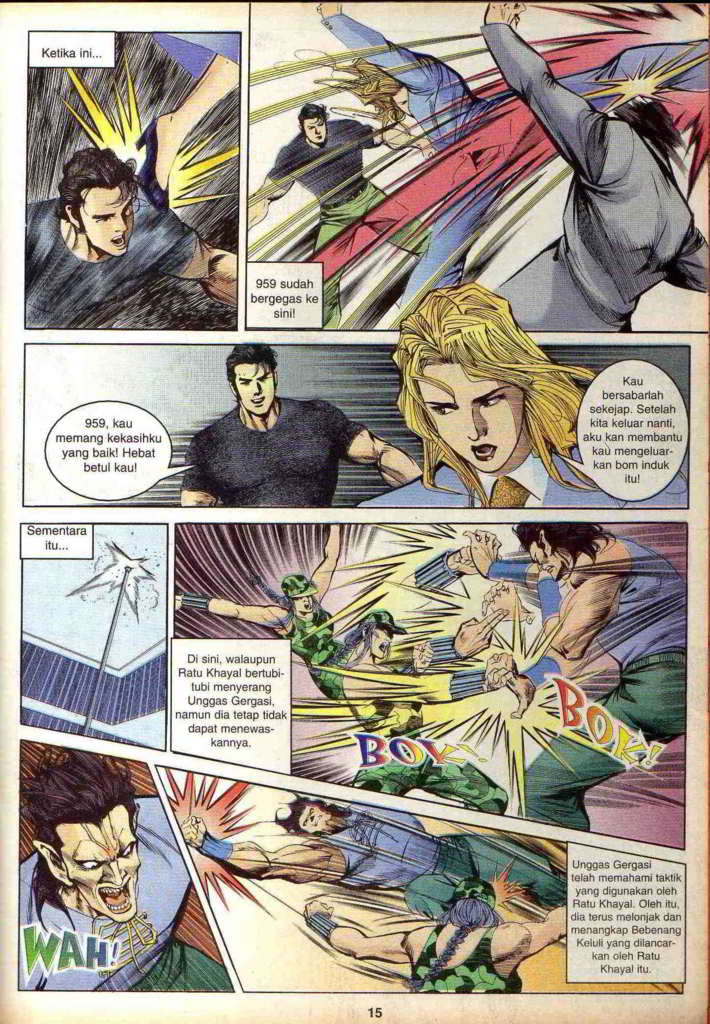 Ketika ini...
959 sudah
bergegas ke
sini!
959, kau
memang kekasihku
yang baik! Hebat
betul kau!
Kau
bersabarlah
sekejap. Setelah
kita keluar nanti,
aku kan membantu
mengeluar-
kan bom induk
itu!
Sementara
itu...
Di sini, walaupun
Ratu Khayal bertubi-
tubi menyerang
Unggas Gergasi,
namun dia tetap tidak
dapat menewas-
kannya.
BOK!
BOK!
WAH!
Unggas Gergasi
telah memahami taktik
yang digunakan oleh
Ratu Khayal. Oleh itu,
dia terus melonjak dan
menangkap Bebenang
Keluli yang dilancar-
kan oleh Ratu
Khayal itu.
15